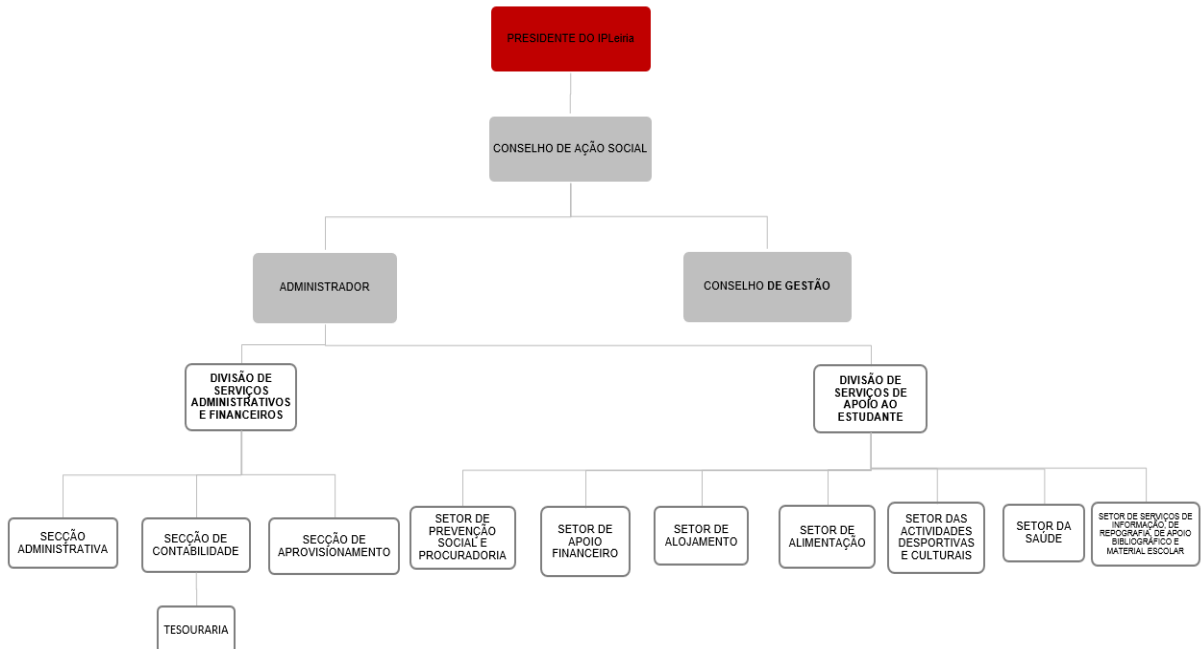 PRESIDENTE DO IPLeiria
CONSELHO DE AÇÃO SOCIAL
ADMINISTRADOR
CONSELHO DE GESTÃO
DIVISÃO DE
SERVIÇOS
ADMINISTRATIVOS
E FINANCEIROS
DIVISÃO DE
SERVIÇOS DE
APOIO AO
ESTUDANTE
SECÇÃO
ADMINISTRATIVA
SECÇÃO DE
CONTABILIDADE
SECÇÃO DE
APROVISIONAMENTO
SETOR DE
PREVENÇÃO
SOCIAL E
PROCURADORIA
SETOR DE
APOIO
FINANCEIRO
SETOR DE
ALOJAMENTO
SETOR DE
ALIMENTAÇÃO
SETOR DAS
ACTIVIDADES
DESPORTIVAS
E CULTURAIS
SETOR DA
SAÚDE
SETOR DE SERVIÇOS DE
INFORMAÇÃO, DE
REPOGRAFIA, DE APOIO
BIBLIOGRÁFICO E
MATERIAL ESCOLAR
TESOURARIA